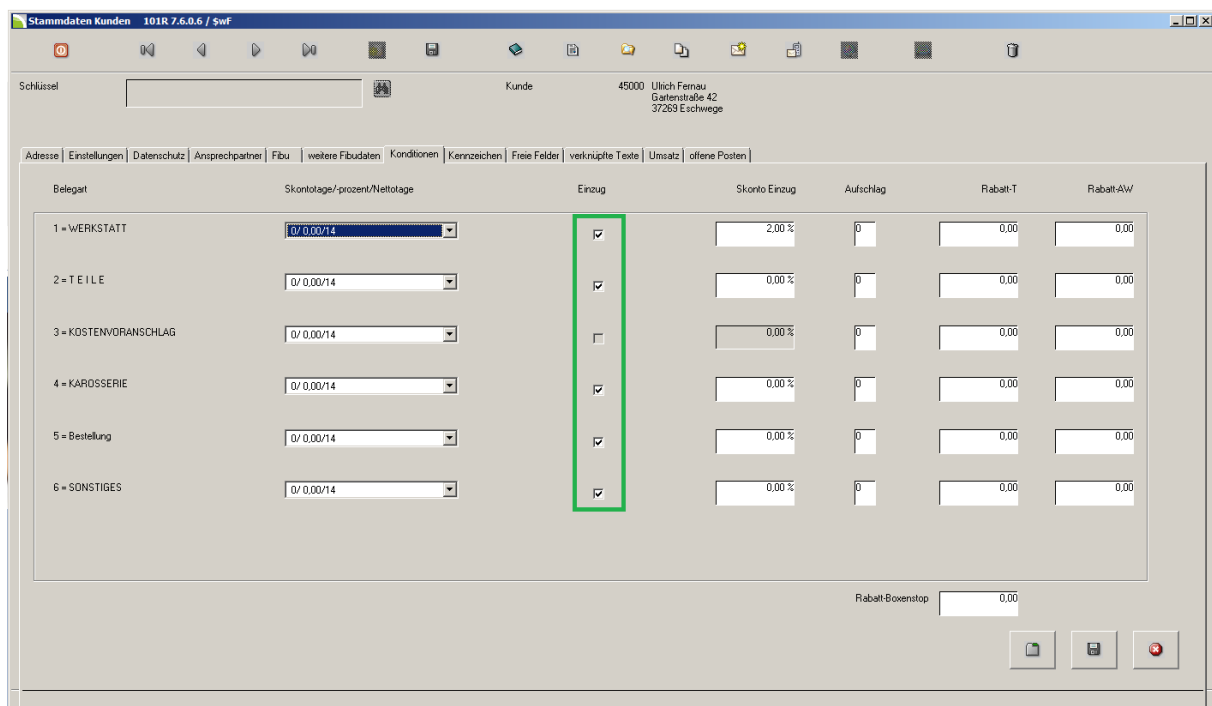 Stammdaten Kunden 101R 7.6.0.6 / $wF
Schlüssel
Kunde 45000 Ulrich Fernau
Gartenstraße 42
37269 Eschwege
Adresse Einstellungen Datenschutz Ansprechpartner Fibu weitere Fibudaten Konditionen Kennzeichen Freie Felder verknüpfte Texte Umsatz offene Posten
Belegart Skontotage/-prozent/Nettotage Einzug Skonto Einzug Aufschlag Rabatt-T Rabatt-AW
1 = WERKSTATT 0/ 0,00/14 2,00 % 0 0,00 0,00
2 = T E I L E 0/ 0,00/14 0,00 % 0 0,00 0,00
3 = KOSTENVORANSCHLAG 0/ 0,00/14 0,00 % 0 0,00 0,00
4 = KAROSSERIE 0/ 0,00/14 0,00 % 0 0,00 0,00
5 = Bestellung 0/ 0,00/14 0,00 % 0 0,00 0,00
6 = SONSTIGES 0/ 0,00/14 0,00 % 0 0,00 0,00
Rabatt-Boxenstop 0,00